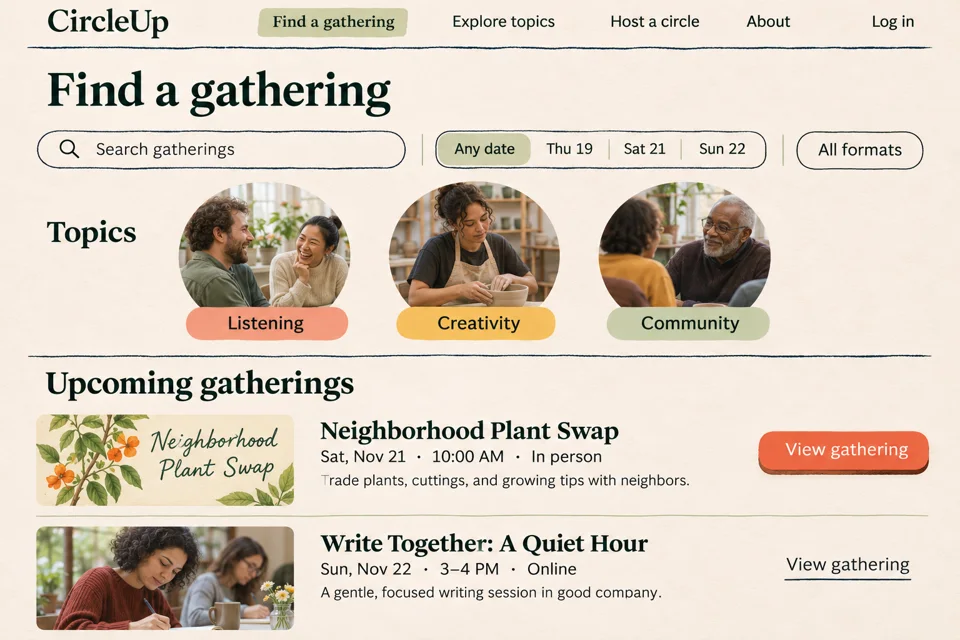 CircleUp
Find a gathering
Explore topics
Host a circle
About
Log in
Find a gathering
Search gatherings
Any date
Thu 19
Sat 21
Sun 22
All formats
Topics
Listening
Creativity
Community
Upcoming gatherings
Neighborhood
Plant Swap
Neighborhood Plant Swap
Sat, Nov 21 · 10:00 AM · In person
Trade plants, cuttings, and growing tips with neighbors.
View gathering
Write Together: A Quiet Hour
Sun, Nov 22 · 3–4 PM · Online
A gentle, focused writing session in good company.
View gathering